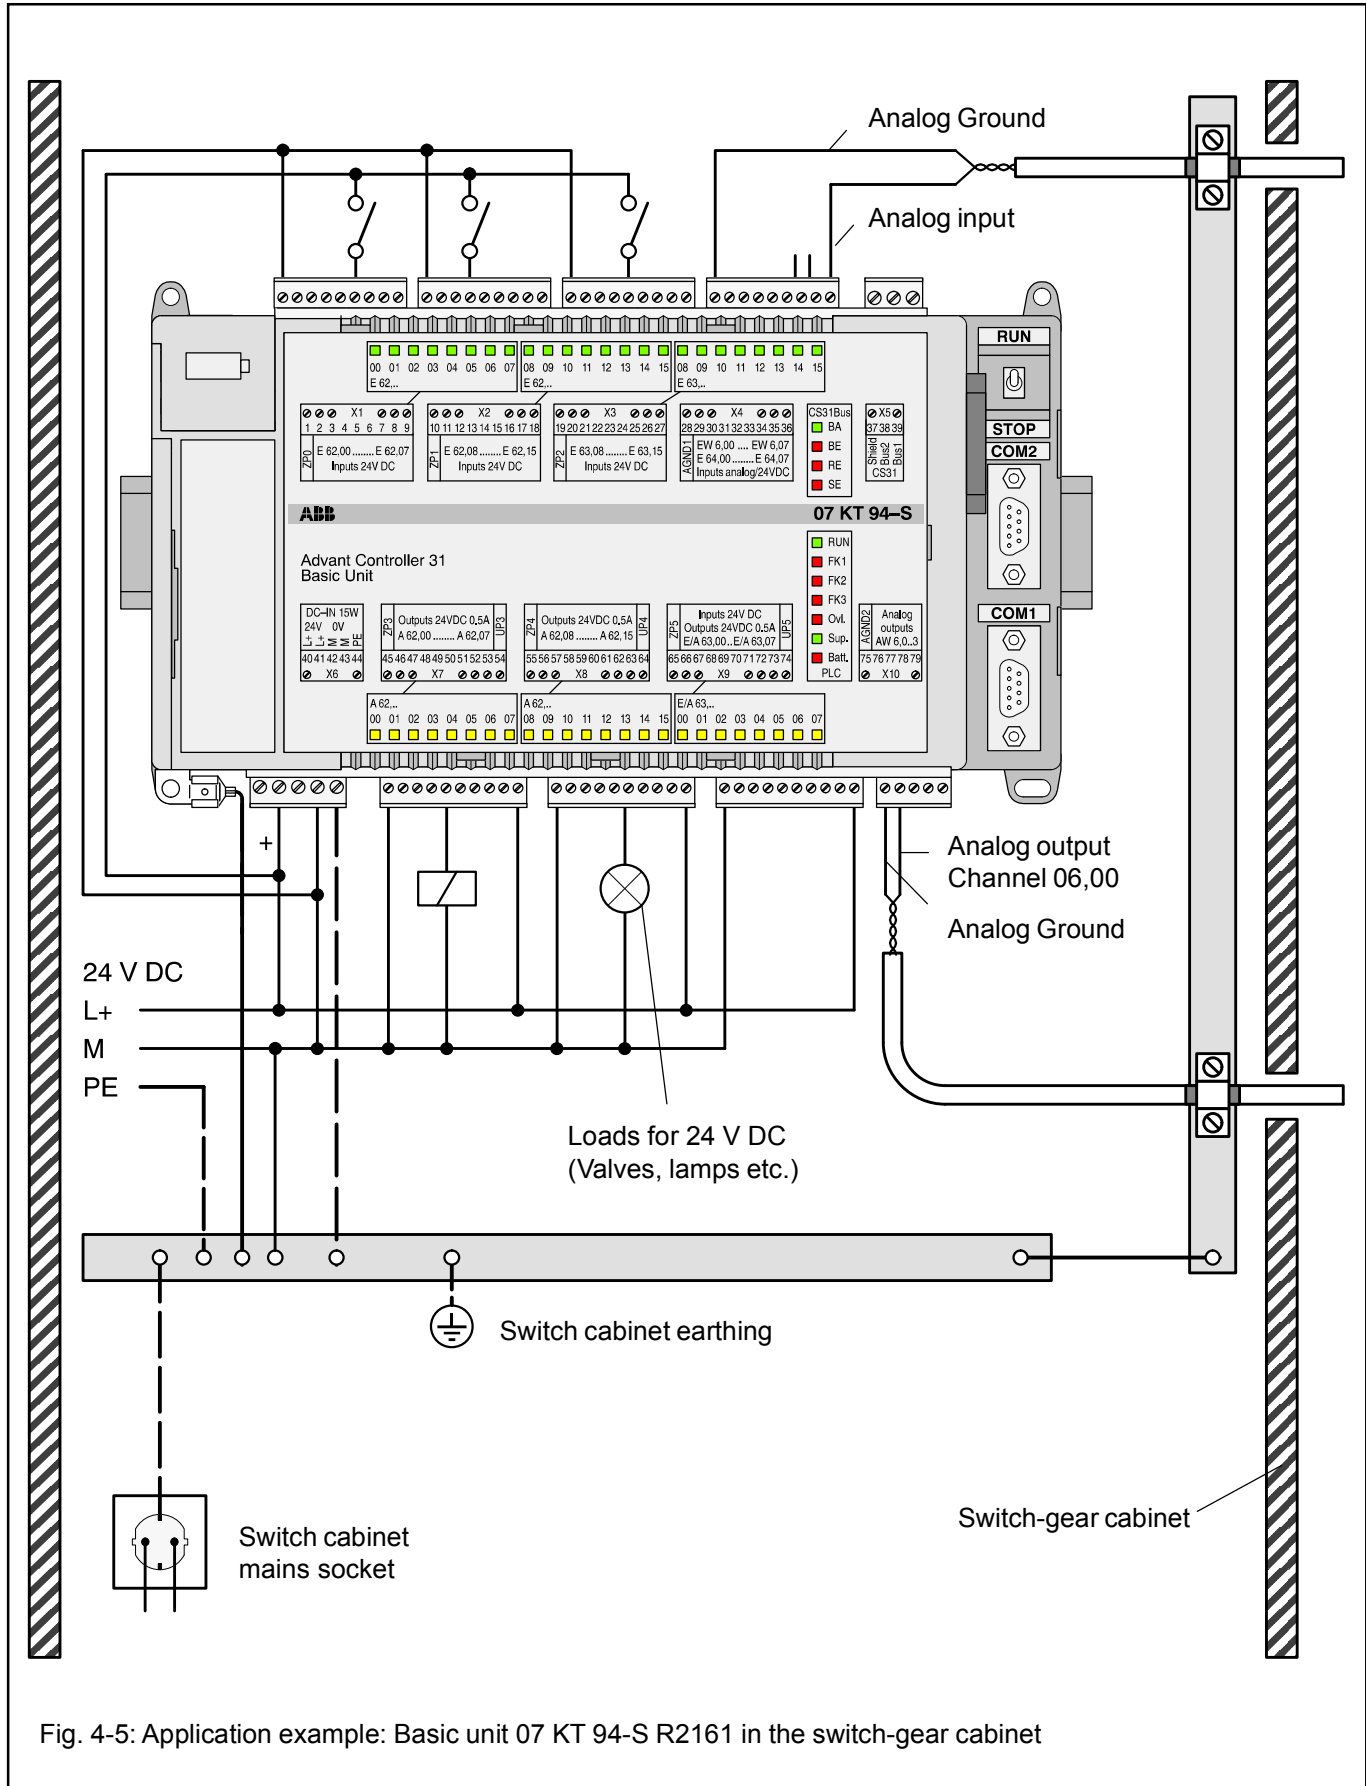 Analog Ground
Analog input
RUN
00 01 02 03 04 05 06 07
E 62,..
08 09 10 11 12 13 14 15
E 62,..
08 09 10 11 12 13 14 15
E 63,..
X1
1 2 3 4 5 6 7 8 9
ZP0
E 62,00........E 62,07
Inputs 24V DC
X2
10 11 12 13 14 15 16 17 18
ZP1
E 62,08........E 62,15
Inputs 24V DC
X3
19 20 21 22 23 24 25 26 27
ZP2
E 63,08........E 63,15
Inputs 24V DC
X4
28 29 30 31 32 33 34 35 36
AGND1
EW 6,00 .... EW 6,07
E 64,00........E 64,07
Inputs analog/24VDC
CS31Bus
BA
BE
RE
SE
X5
37 38 39
Shield
Bus2
Bus1
CS31
STOP
COM2
ABB
07 KT 94–S
Advant Controller 31
Basic Unit
RUN
FK1
FK2
FK3
Ovl.
Sup.
Batt.
PLC
DC–IN 15W
24V 0V
L+
L+
M
M
PE
40 41 42 43 44
X6
ZP3
Outputs 24VDC 0.5A
A 62,00........ A 62,07
UP3
45 46 47 48 49 50 51 52 53 54
X7
ZP4
Outputs 24VDC 0.5A
A 62,08........ A 62,15
UP4
55 56 57 58 59 60 61 62 63 64
X8
ZP5
Inputs 24V DC
Outputs 24VDC 0.5A
E/A 63,00...E/A 63,07
UP5
65 66 67 68 69 70 71 72 73 74
X9
AGND2
Analog
outputs
AW 6,0..3
75 76 77 78 79
X10
COM1
A 62,..
00 01 02 03 04 05 06 07
A 62,..
08 09 10 11 12 13 14 15
E/A 63,..
00 01 02 03 04 05 06 07
+
Analog output
Channel 06,00
Analog Ground
24 V DC
L+
M
PE
Loads for 24 V DC
(Valves, lamps etc.)
Switch cabinet earthing
Switch cabinet
mains socket
Switch-gear cabinet
Fig. 4-5: Application example: Basic unit 07 KT 94-S R2161 in the switch-gear cabinet